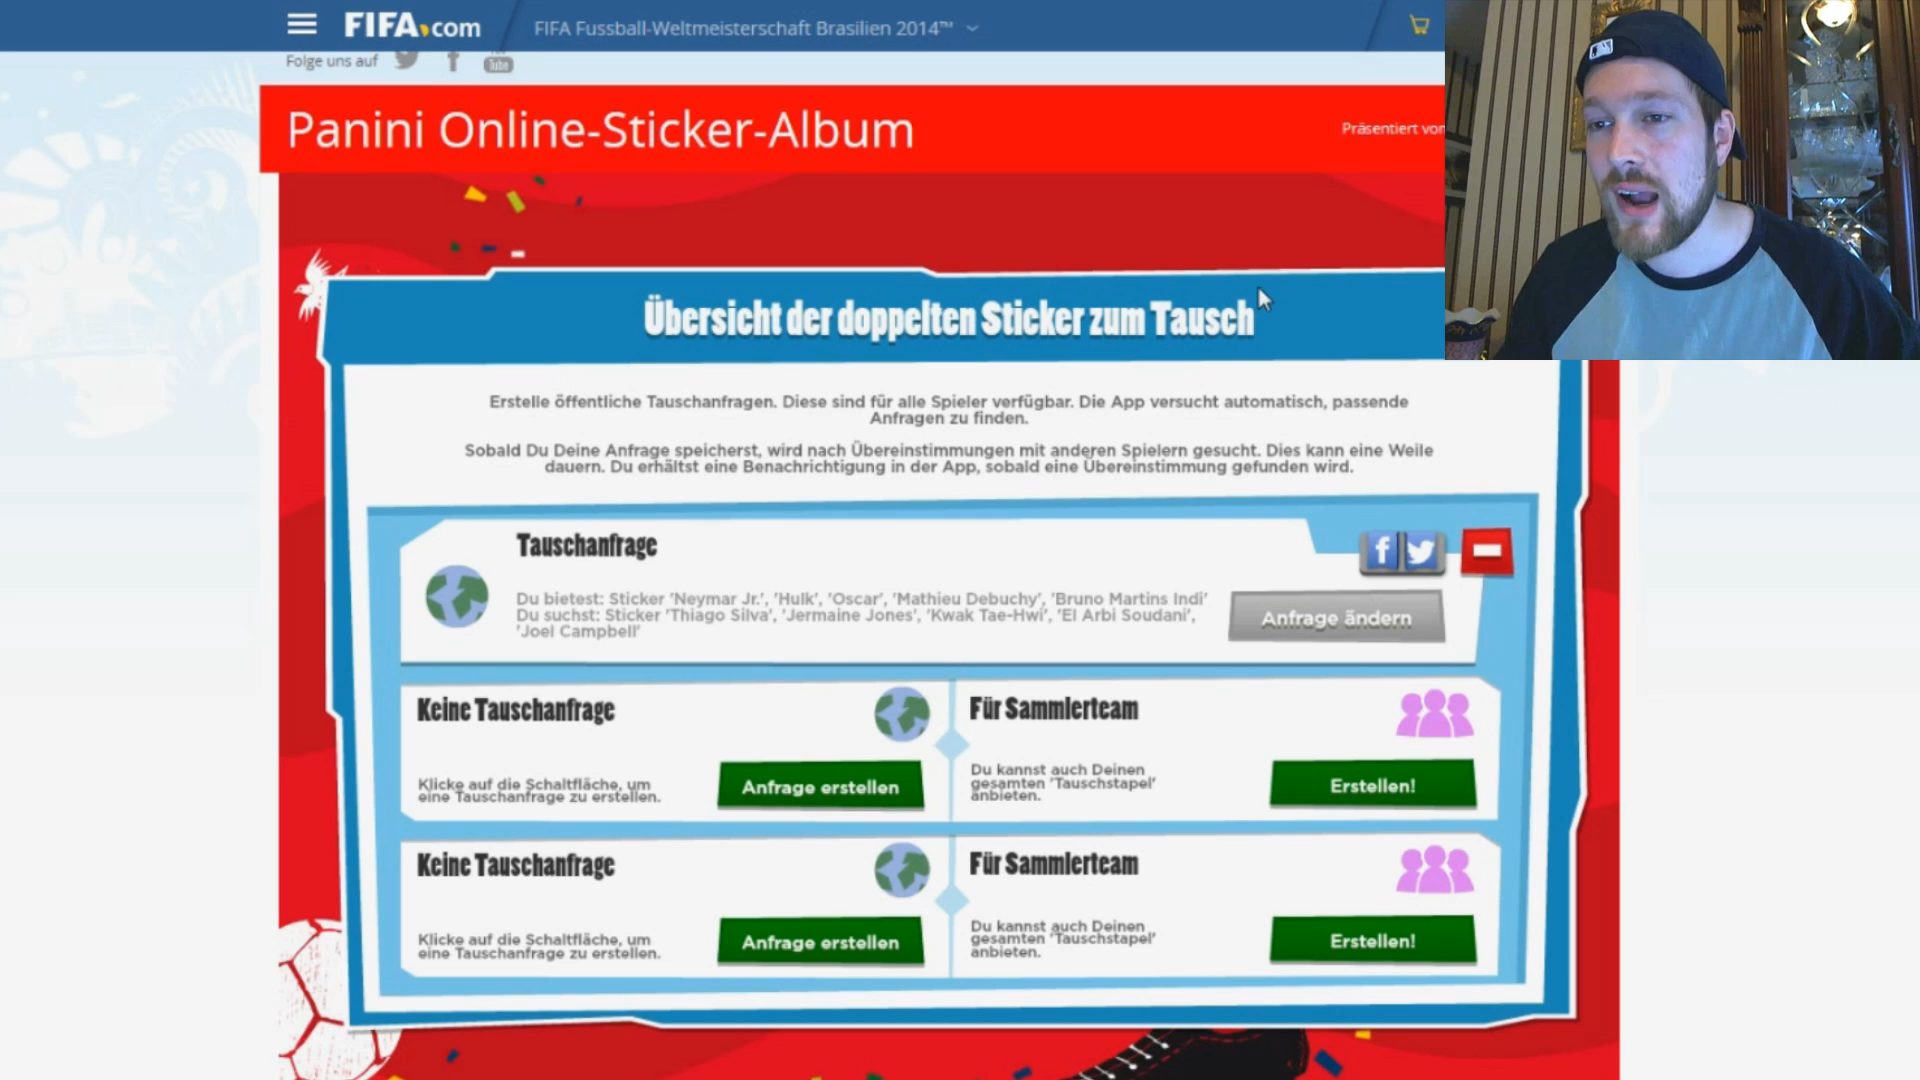 FIFA.com
FIFA Fussball-Weltmeisterschaft Brasilien 2014™
Folge uns auf
Tube
Panini Online-Sticker-Album
Präsentiert von
Übersicht der doppelten Sticker zum Tausch
Erstelle öffentliche Tauschanfragen. Diese sind für alle Spieler verfügbar. Die App versucht automatisch, passende
Anfragen zu finden.
Sobald Du Deine Anfrage speicherst, wird nach Übereinstimmungen mit anderen Spielern gesucht. Dies kann eine Weile
dauern. Du erhältst eine Benachrichtigung in der App, sobald eine Übereinstimmung gefunden wird.
Tauschanfrage
Du bietest: Sticker 'Neymar Jr.', 'Hulk', 'Oscar', 'Mathieu Debuchy', 'Bruno Martins Indi'
Du suchst: Sticker 'Thiago Silva', 'Jermaine Jones', 'Kwak Tae-Hwi', 'El Arbi Soudani',
'Joel Campbell'
Anfrage ändern
Keine Tauschanfrage
Klicke auf die Schaltfläche, um
eine Tauschanfrage zu erstellen.
Anfrage erstellen
Für Sammlerteam
Du kannst auch Deinen
gesamten 'Tauschstapel'
anbieten.
Erstellen!
Keine Tauschanfrage
Klicke auf die Schaltfläche, um
eine Tauschanfrage zu erstellen.
Anfrage erstellen
Für Sammlerteam
Du kannst auch Deinen
gesamten 'Tauschstapel'
anbieten.
Erstellen!